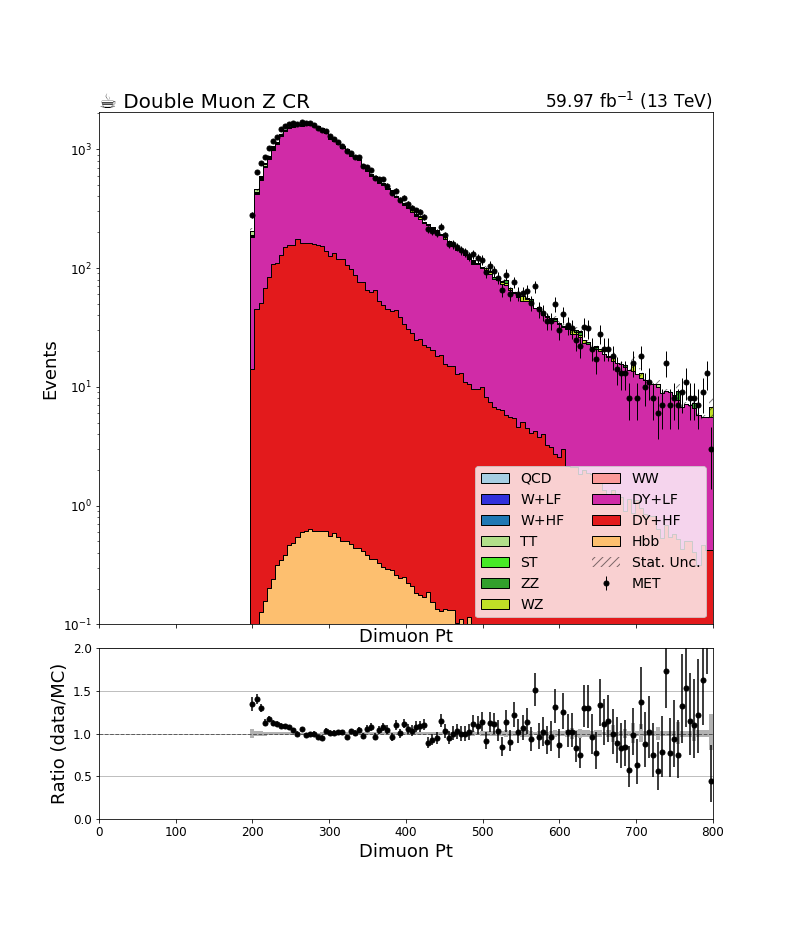 ☕ Double Muon Z CR
59.97 fb⁻¹ (13 TeV)
Events
10³
10²
10¹
10⁰
10⁻¹
QCD
W+LF
W+HF
TT
ST
ZZ
WZ
WW
DY+LF
DY+HF
Hbb
Stat. Unc.
MET
Dimuon Pt
Ratio (data/MC)
2.0
1.5
1.0
0.5
0.0
0 100 200 300 400 500 600 700 800
Dimuon Pt